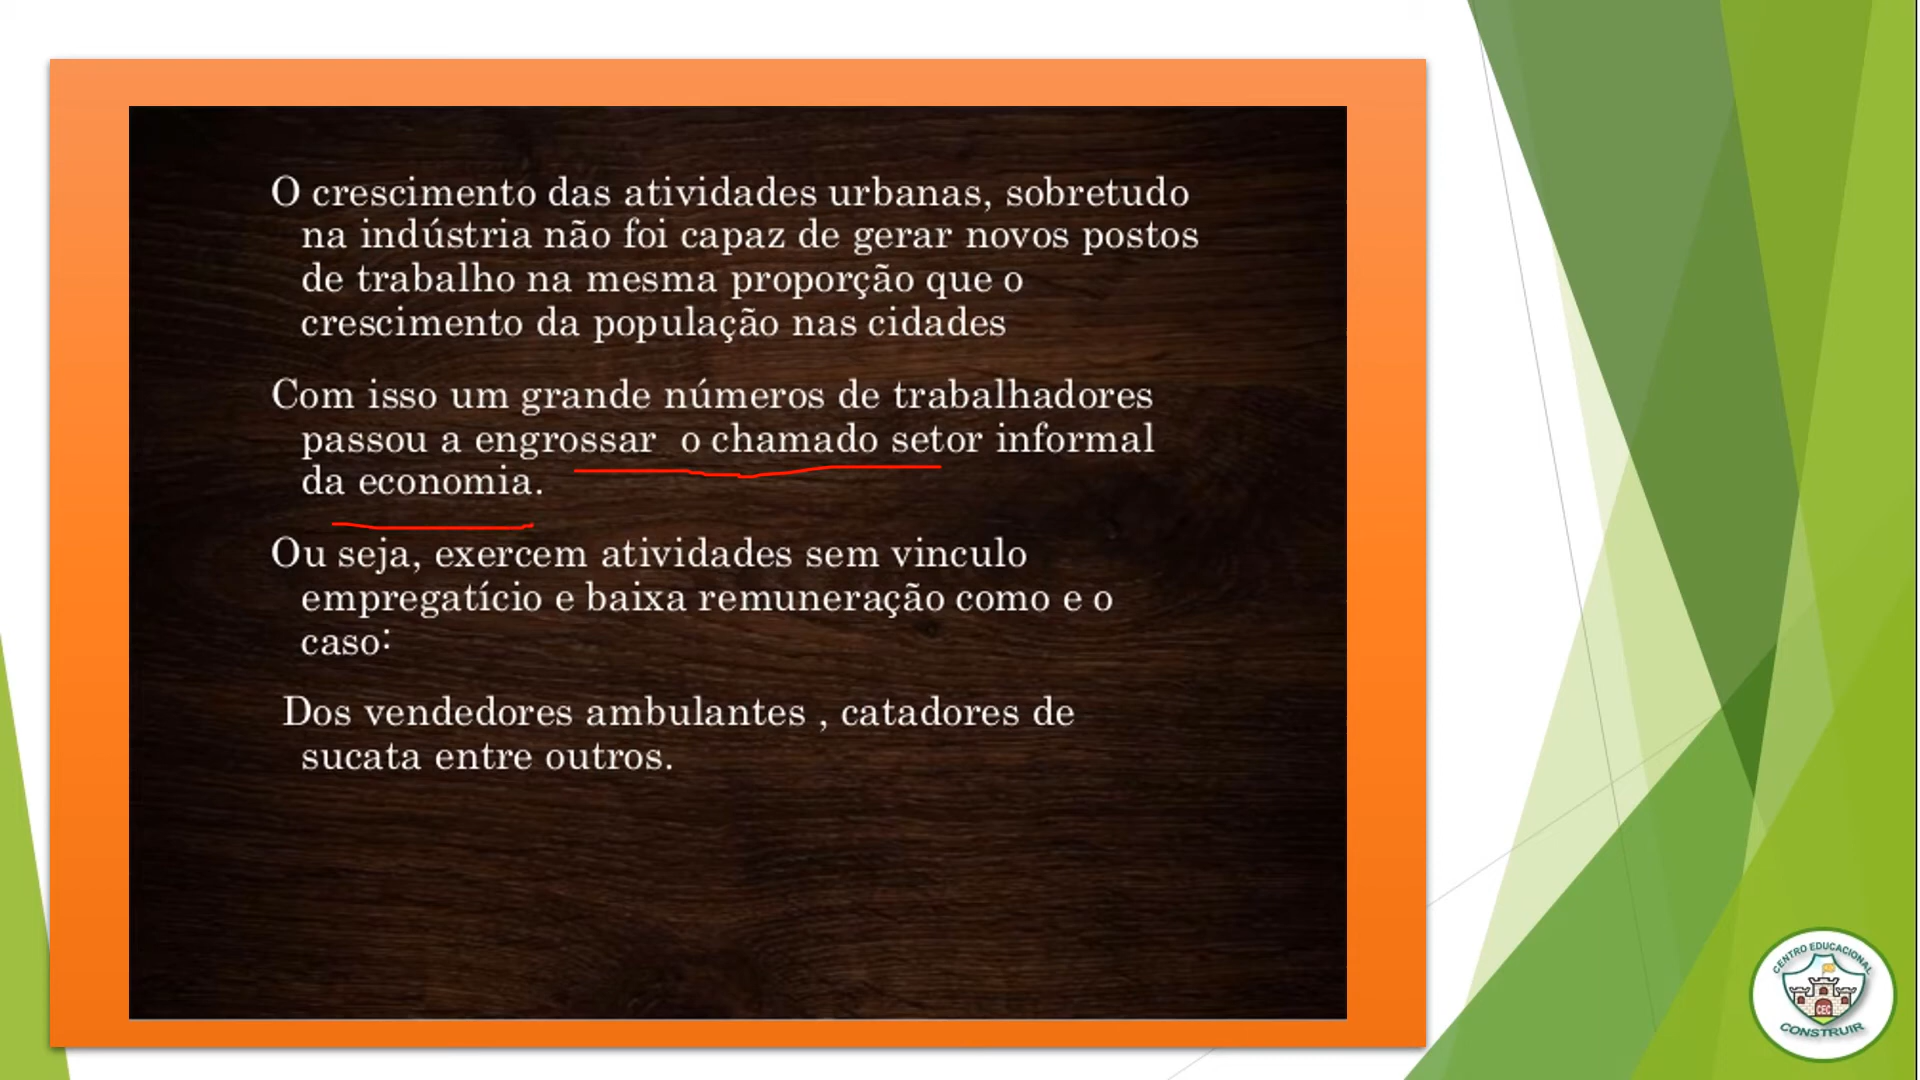 O crescimento das atividades urbanas, sobretudo
na indústria não foi capaz de gerar novos postos
de trabalho na mesma proporção que o
crescimento da população nas cidades
Com isso um grande números de trabalhadores
passou a engrossar o chamado setor informal
da economia.
Ou seja, exercem atividades sem vinculo
empregatício e baixa remuneração como e o
caso:
Dos vendedores ambulantes , catadores de
sucata entre outros.
CENTRO EDUCACIONAL
CEC
CONSTRUIR